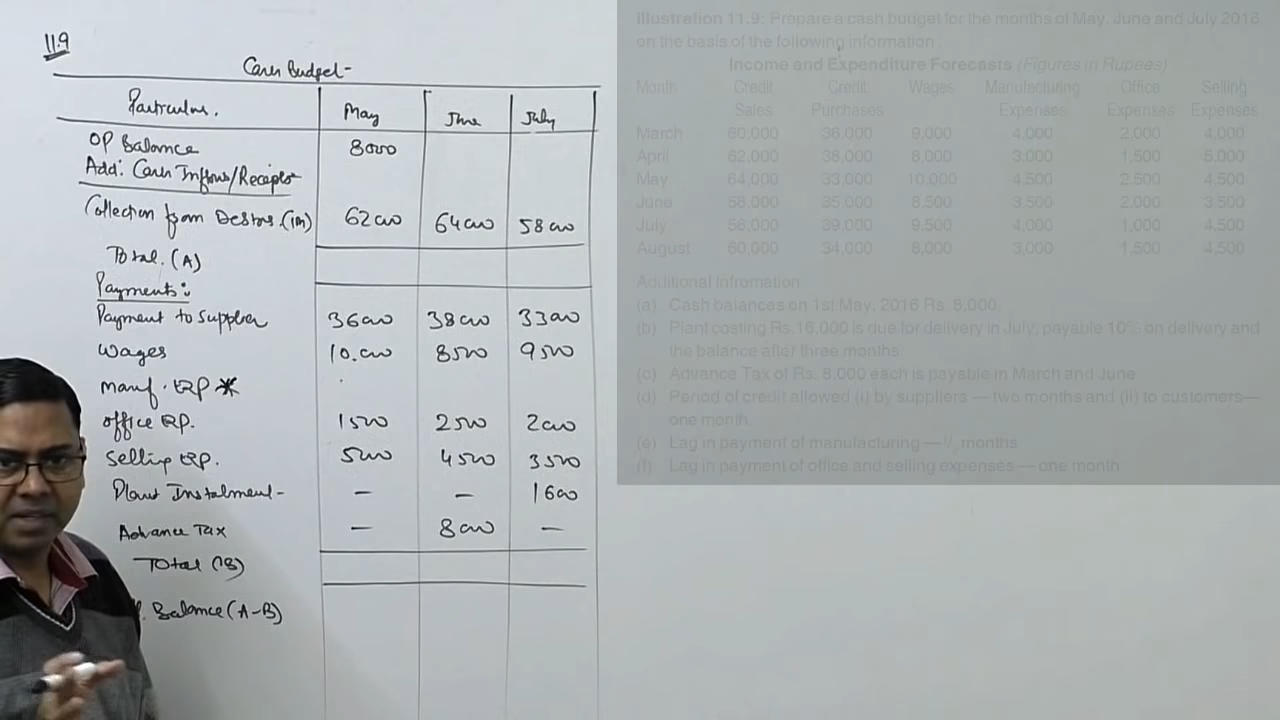 11.9
Cash Budget-
Particulars. May June July
OP Balance 8000
Add: Cash Inflows/Receipts
Collection from Debtors.(1m) 62000 64000 58000
Total.(A)
Payments:
Payment to Supplier 36000 38000 33000
Wages 10,000 8500 9500
Manf. EXP *
office EXP. 1500 2500 2000
Selling EXP. 5000 4500 3500
Plant Instalment- - - 1600
Advance Tax - 8000 -
Total (B)
Balance (A-B)
Illustration 11.9: Prepare a cash budget for the months of May, June and July 2016
on the basis of the following information:
Income and Expenditure Forecasts (Figures in Rupees)
Month Credit Credit Wages Manufacturing Office Selling
Sales Purchases Expenses Expenses Expenses
March 60,000 36,000 9,000 4,000 2,000 4,000
April 62,000 38,000 8,000 3,000 1,500 5,000
May 64,000 33,000 10,000 4,500 2,500 4,500
June 58,000 35,000 8,500 3,500 2,000 3,500
July 56,000 39,000 9,500 4,000 1,000 4,500
August 60,000 34,000 8,000 3,000 1,500 4,500
Additional Infromation
(a) Cash balances on 1st May, 2016 Rs. 8,000.
(b) Plant costing Rs.16,000 is due for delivery in July, payable 10% on delivery and
the balance after three months.
(c) Advance Tax of Rs. 8,000 each is payable in March and June
(d) Period of credit allowed (i) by suppliers — two months and (ii) to customers—
one month.
(e) Lag in payment of manufacturing — ½ months
(f) Lag in payment of office and selling expenses — one month